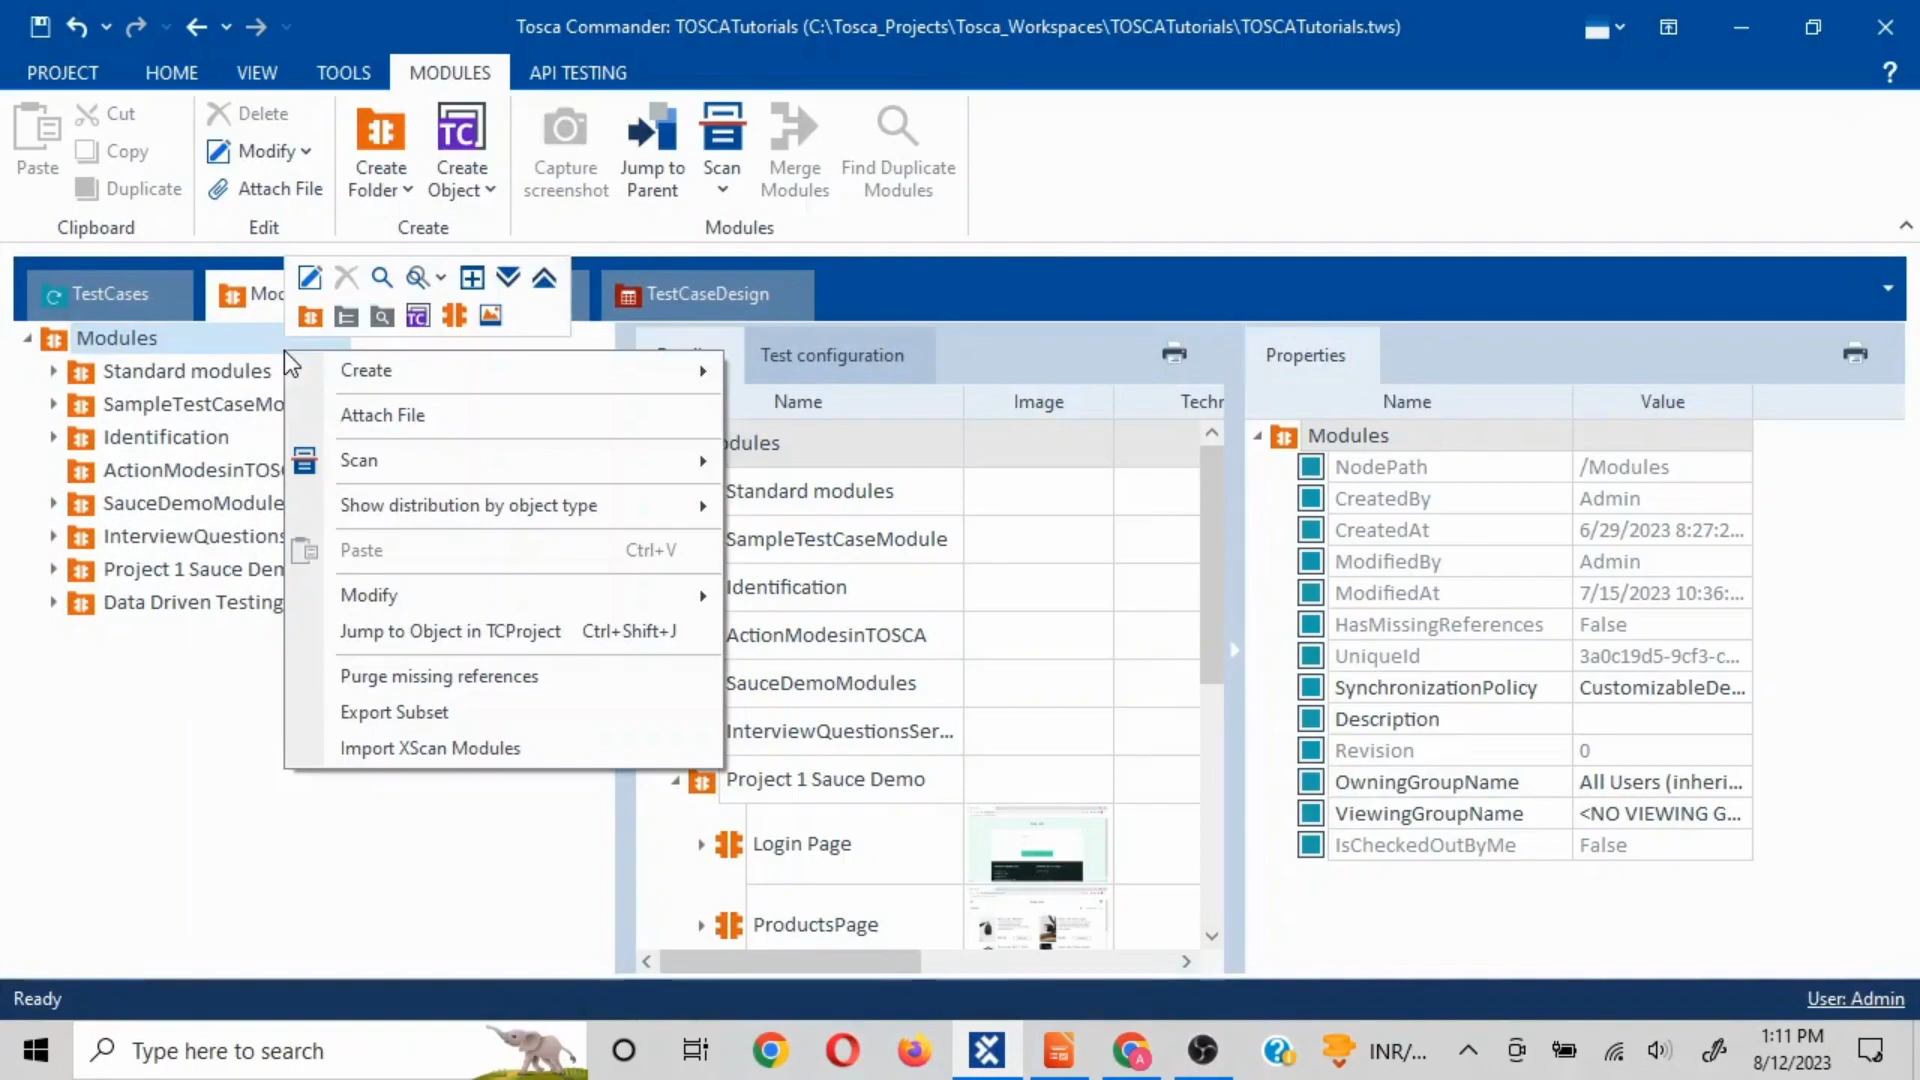 Tosca Commander: TOSCATutorials (C:\Tosca_Projects\Tosca_Workspaces\TOSCATutorials\TOSCATutorials.tws)
PROJECT HOME VIEW TOOLS MODULES API TESTING
Paste
Cut
Copy
Duplicate
Clipboard
Delete
Modify
Attach File
Edit
Create Folder
Create Object
Create
Capture screenshot
Jump to Parent
Scan
Merge Modules
Find Duplicate Modules
Modules
TestCases
TestCaseDesign
Modules
Standard modules
SampleTestCaseMo
Identification
ActionModesinTOSC
SauceDemoModule
InterviewQuestions
Project 1 Sauce Den
Data Driven Testing
Create
Attach File
Scan
Show distribution by object type
Paste Ctrl+V
Modify
Jump to Object in TCProject Ctrl+Shift+J
Purge missing references
Export Subset
Import XScan Modules
Test configuration
Name Image Techr
dules
Standard modules
SampleTestCaseModule
Identification
ActionModesinTOSCA
SauceDemoModules
InterviewQuestionsSer...
Project 1 Sauce Demo
Login Page
ProductsPage
Properties
Name Value
Modules
NodePath /Modules
CreatedBy Admin
CreatedAt 6/29/2023 8:27:2...
ModifiedBy Admin
ModifiedAt 7/15/2023 10:36:...
HasMissingReferences False
UniqueId 3a0c19d5-9cf3-c...
SynchronizationPolicy CustomizableDe...
Description
Revision 0
OwningGroupName All Users (inheri...
ViewingGroupName <NO VIEWING G...
IsCheckedOutByMe False
Ready
User: Admin
Type here to search
INR/...
1:11 PM
8/12/2023